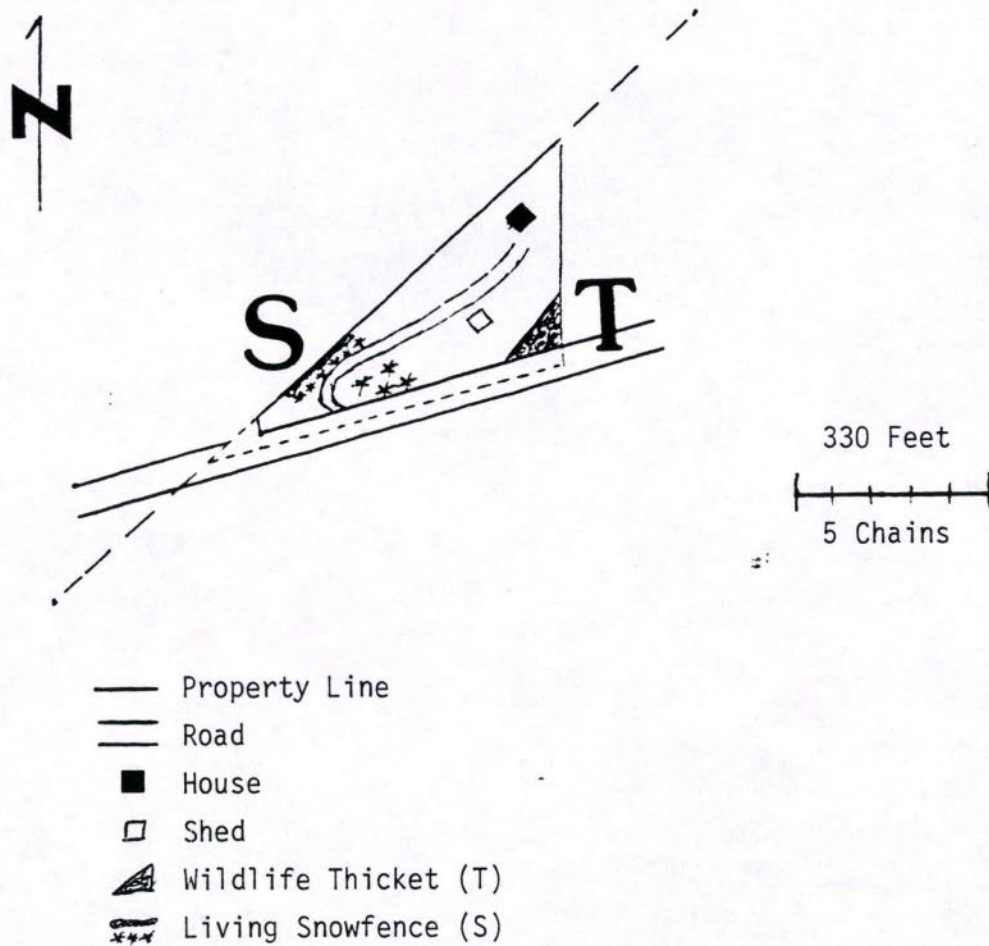 N
S
T
330 Feet
5 Chains
Property Line
Road
House
Shed
Wildlife Thicket (T)
Living Snowfence (S)